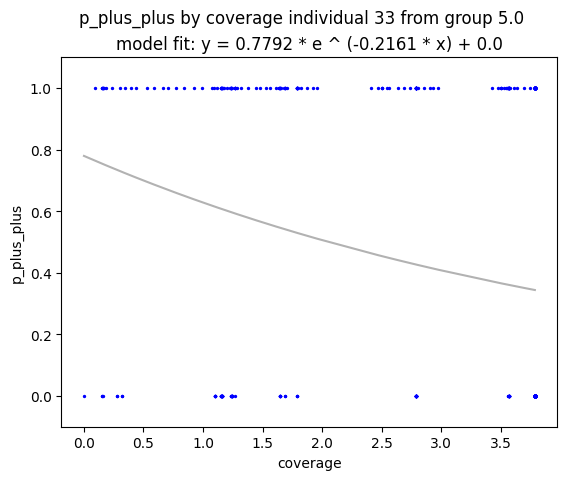 p_plus_plus by coverage individual 33 from group 5.0
model fit: y = 0.7792 * e ^ (-0.2161 * x) + 0.0
1.0
0.8
0.6
0.4
0.2
0.0
p_plus_plus
0.0 0.5 1.0 1.5 2.0 2.5 3.0 3.5
coverage